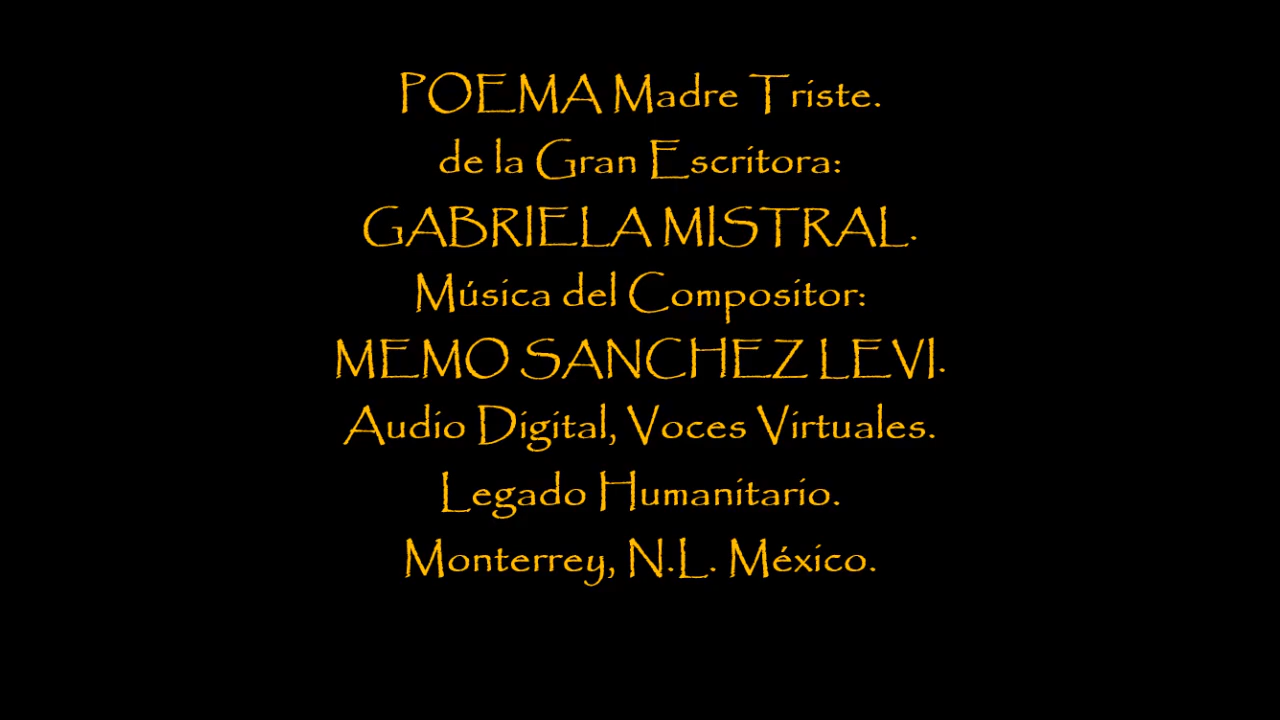 POEMA Madre Triste.
de la Gran Escritora:
GABRIELA MISTRAL.
Música del Compositor:
MEMO SANCHEZ LEVI.
Audio Digital, Voces Virtuales.
Legado Humanitario.
Monterrey, N.L. México.